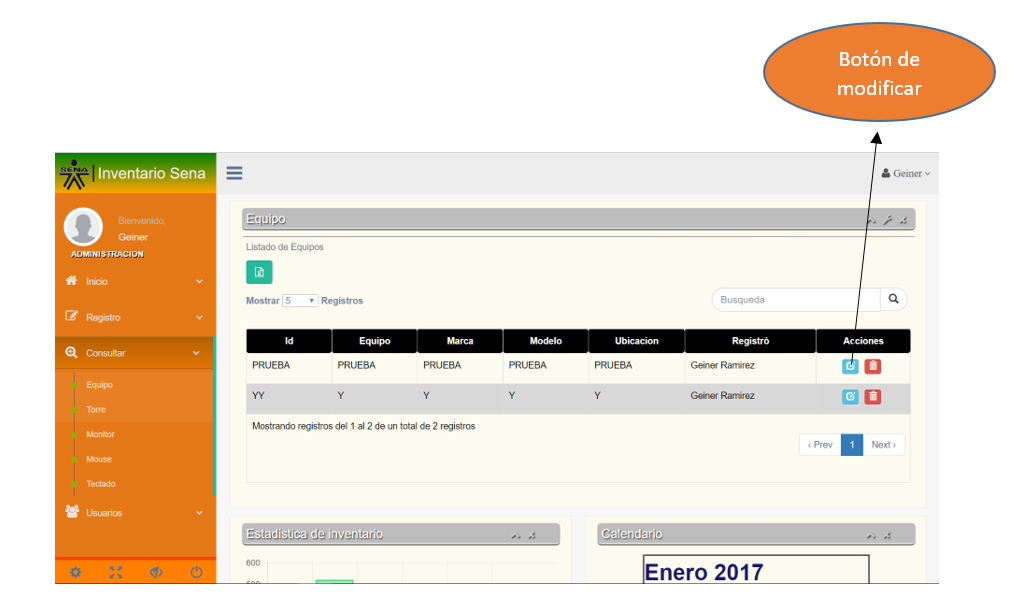 Botón de
modificar
SENA
Inventario Sena
Geiner
Bienvenido,
Geiner
ADMINISTRACION
Inicio
Registro
Consultar
Equipo
Torre
Monitor
Mouse
Teclado
Usuarios
Equipo
Listado de Equipos
Mostrar 5 Registros
Busqueda
Id Equipo Marca Modelo Ubicacion Registró Acciones
PRUEBA PRUEBA PRUEBA PRUEBA PRUEBA Geiner Ramirez
YY Y Y Y Y Geiner Ramirez
Mostrando registros del 1 al 2 de un total de 2 registros
‹ Prev 1 Next ›
Estadistica de inventario
600
Calendario
Enero 2017